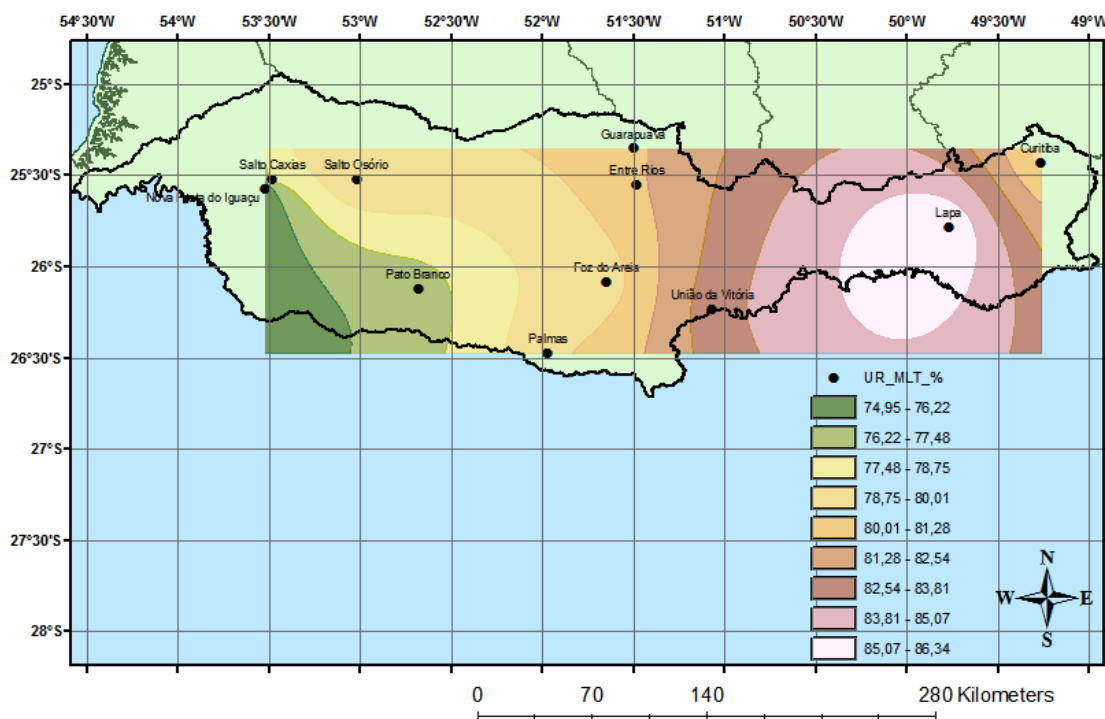 54°30'W 54°W 53°30'W 53°W 52°30'W 52°W 51°30'W 51°W 50°30'W 50°W 49°30'W 49°W
25°S
Guarapuava
Curitiba
25°30'S
Salto Caxias
Salto Osório
Entre Rios
Nova Prata do Iguaçu
Lapa
26°S
Pato Branco
Foz do Areia
União da Vitória
26°30'S
Palmas
UR_MLT_%
74,95 - 76,22
76,22 - 77,48
77,48 - 78,75
78,75 - 80,01
80,01 - 81,28
81,28 - 82,54
82,54 - 83,81
83,81 - 85,07
85,07 - 86,34
27°S
27°30'S
28°S
N
W E
S
0 70 140 280 Kilometers